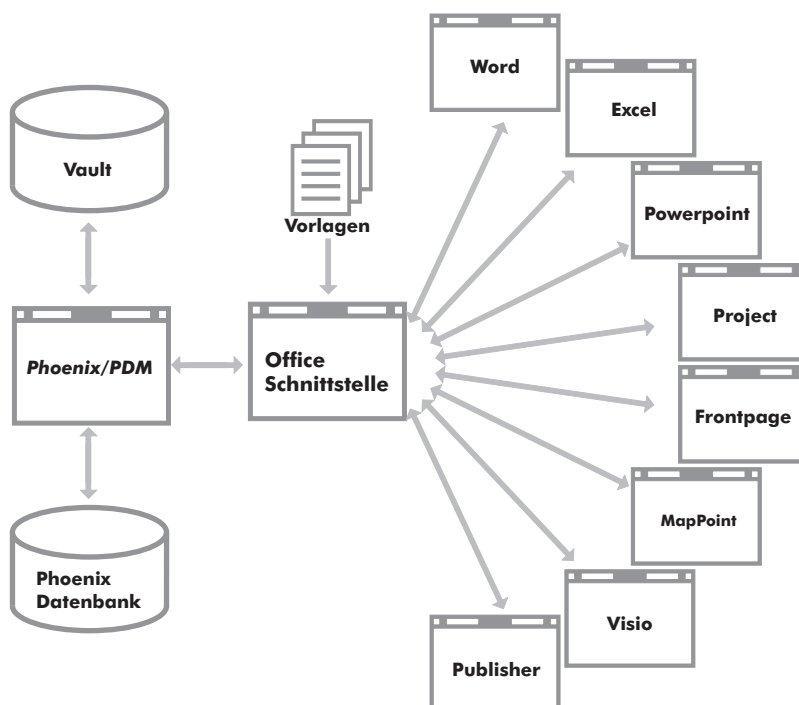 Word
Excel
Vault
Powerpoint
Vorlagen
Project
Phoenix/PDM
Office
Schnittstelle
Frontpage
MapPoint
Phoenix
Datenbank
Visio
Publisher